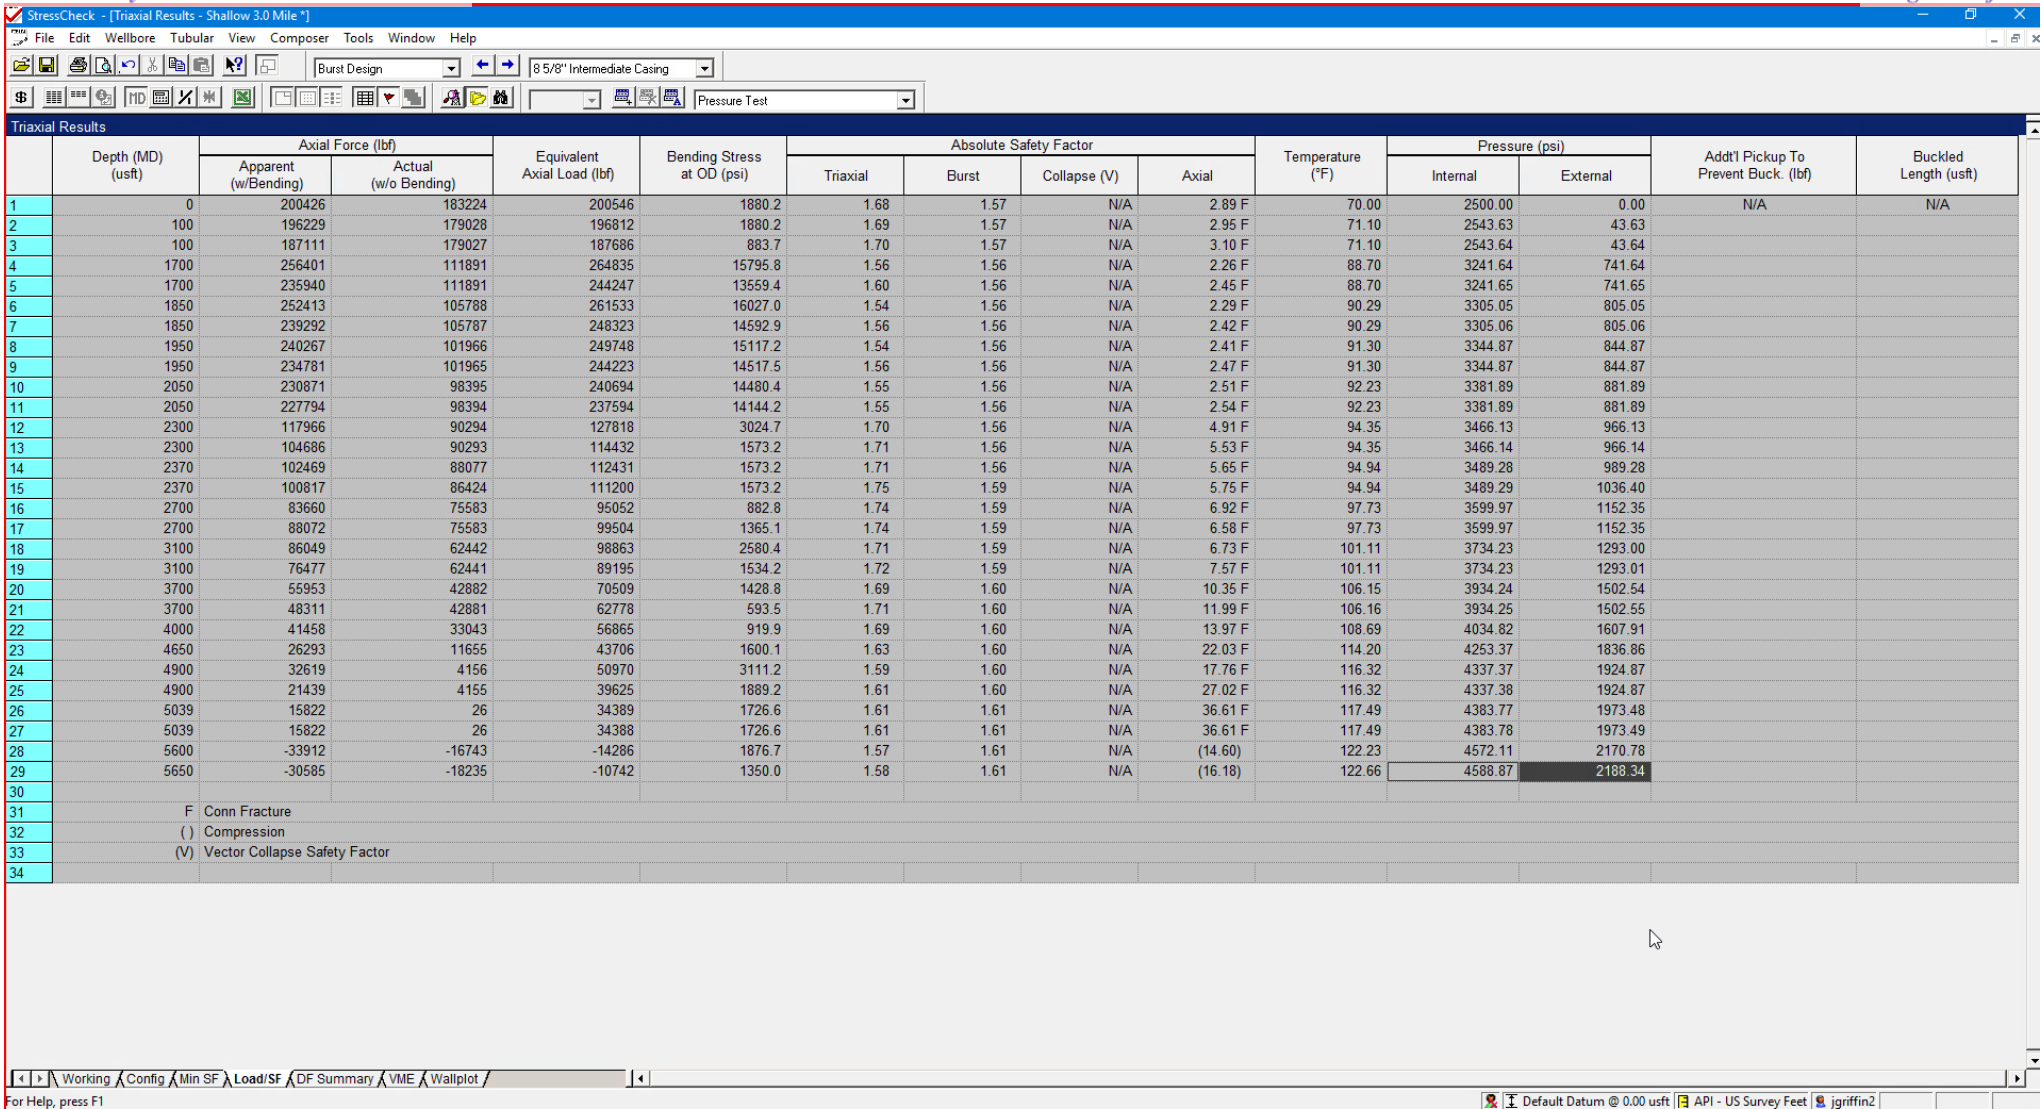 StressCheck - [Triaxial Results - Shallow 3.0 Mile *]
File Edit Wellbore Tubular View Composer Tools Window Help
Burst Design 8 5/8" Intermediate Casing
MD Pressure Test
Triaxial Results
Depth (MD) (usft) Axial Force (lbf) Equivalent Axial Load (lbf) Bending Stress at OD (psi) Absolute Safety Factor Temperature (°F) Pressure (psi) Addt'l Pickup To Prevent Buck. (lbf) Buckled Length (usft)
Apparent (w/Bending) Actual (w/o Bending) Triaxial Burst Collapse (V) Axial Internal External
1 0 200426 183224 200546 1880.2 1.68 1.57 N/A 2.89 F 70.00 2500.00 0.00 N/A N/A
2 100 196229 179028 196812 1880.2 1.69 1.57 N/A 2.95 F 71.10 2543.63 43.63
3 100 187111 179027 187686 883.7 1.70 1.57 N/A 3.10 F 71.10 2543.64 43.64
4 1700 256401 111891 264835 15795.8 1.56 1.56 N/A 2.26 F 88.70 3241.64 741.64
5 1700 235940 111891 244247 13559.4 1.60 1.56 N/A 2.45 F 88.70 3241.65 741.65
6 1850 252413 105788 261533 16027.0 1.54 1.56 N/A 2.29 F 90.29 3305.05 805.05
7 1850 239292 105787 248323 14592.9 1.56 1.56 N/A 2.42 F 90.29 3305.06 805.06
8 1950 240267 101966 249748 15117.2 1.54 1.56 N/A 2.41 F 91.30 3344.87 844.87
9 1950 234781 101965 244223 14517.5 1.56 1.56 N/A 2.47 F 91.30 3344.87 844.87
10 2050 230871 98395 240694 14480.4 1.55 1.56 N/A 2.51 F 92.23 3381.89 881.89
11 2050 227794 98394 237594 14144.2 1.55 1.56 N/A 2.54 F 92.23 3381.89 881.89
12 2300 117966 90294 127818 3024.7 1.70 1.56 N/A 4.91 F 94.35 3466.13 966.13
13 2300 104686 90293 114432 1573.2 1.71 1.56 N/A 5.53 F 94.35 3466.14 966.14
14 2370 102469 88077 112431 1573.2 1.71 1.56 N/A 5.65 F 94.94 3489.28 989.28
15 2370 100817 86424 111200 1573.2 1.75 1.59 N/A 5.75 F 94.94 3489.29 1036.40
16 2700 83660 75583 95052 882.8 1.74 1.59 N/A 6.92 F 97.73 3599.97 1152.35
17 2700 88072 75583 99504 1365.1 1.74 1.59 N/A 6.58 F 97.73 3599.97 1152.35
18 3100 86049 62442 98863 2580.4 1.71 1.59 N/A 6.73 F 101.11 3734.23 1293.00
19 3100 76477 62441 89195 1534.2 1.72 1.59 N/A 7.57 F 101.11 3734.23 1293.01
20 3700 55953 42882 70509 1428.8 1.69 1.60 N/A 10.35 F 106.15 3934.24 1502.54
21 3700 48311 42881 62778 593.5 1.71 1.60 N/A 11.99 F 106.16 3934.25 1502.55
22 4000 41458 33043 56865 919.9 1.69 1.60 N/A 13.97 F 108.69 4034.82 1607.91
23 4650 26293 11655 43706 1600.1 1.63 1.60 N/A 22.03 F 114.20 4253.37 1836.86
24 4900 32619 4156 50970 3111.2 1.59 1.60 N/A 17.76 F 116.32 4337.37 1924.87
25 4900 21439 4155 39625 1889.2 1.61 1.60 N/A 27.02 F 116.32 4337.38 1924.87
26 5039 15822 26 34389 1726.6 1.61 1.61 N/A 36.61 F 117.49 4383.77 1973.48
27 5039 15822 26 34388 1726.6 1.61 1.61 N/A 36.61 F 117.49 4383.78 1973.49
28 5600 -33912 -16743 -14286 1876.7 1.57 1.61 N/A (14.60) 122.23 4572.11 2170.78
29 5650 -30585 -18235 -10742 1350.0 1.58 1.61 N/A (16.18) 122.66 4588.87 2188.34
30
31 F Conn Fracture
32 ( ) Compression
33 (V) Vector Collapse Safety Factor
34
Working Config Min SF Load/SF DF Summary VME Wallplot
For Help, press F1 Default Datum @ 0.00 usft API - US Survey Feet jgriffin2